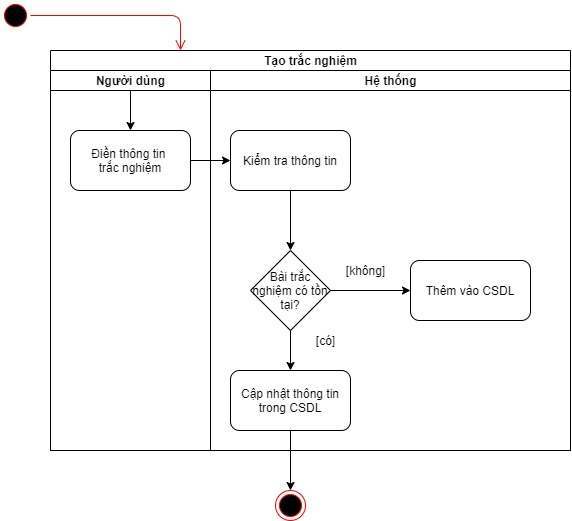 Tạo trắc nghiệm
Người dùng
Hệ thống
Điền thông tin
trắc nghiệm
Kiểm tra thông tin
Bài trắc
nghiệm có tồn
tại?
[không]
Thêm vào CSDL
[có]
Cập nhật thông tin
trong CSDL